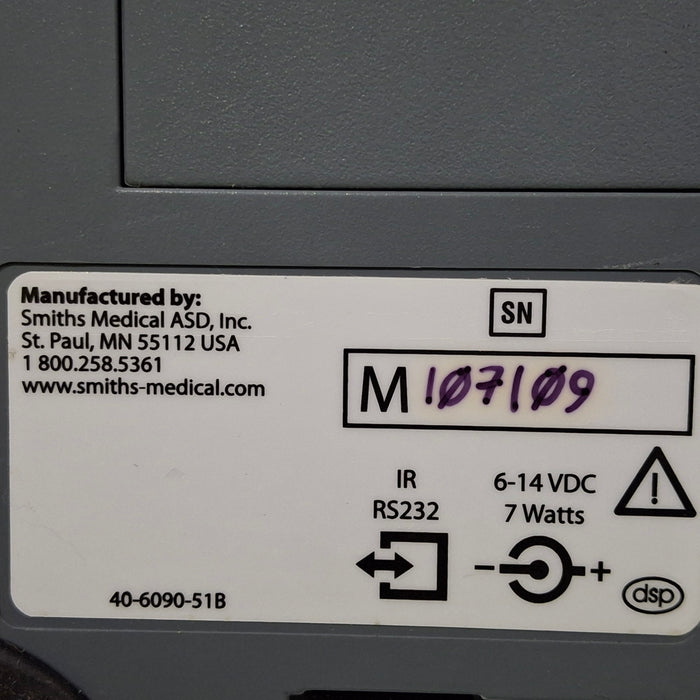 Manufactured by:
Smiths Medical ASD, Inc.
St. Paul, MN 55112 USA
1 800.258.5361
www.smiths-medical.com
SN
M 107109
IR
RS232
6-14 VDC
7 Watts
!
- +
dsp
40-6090-51B